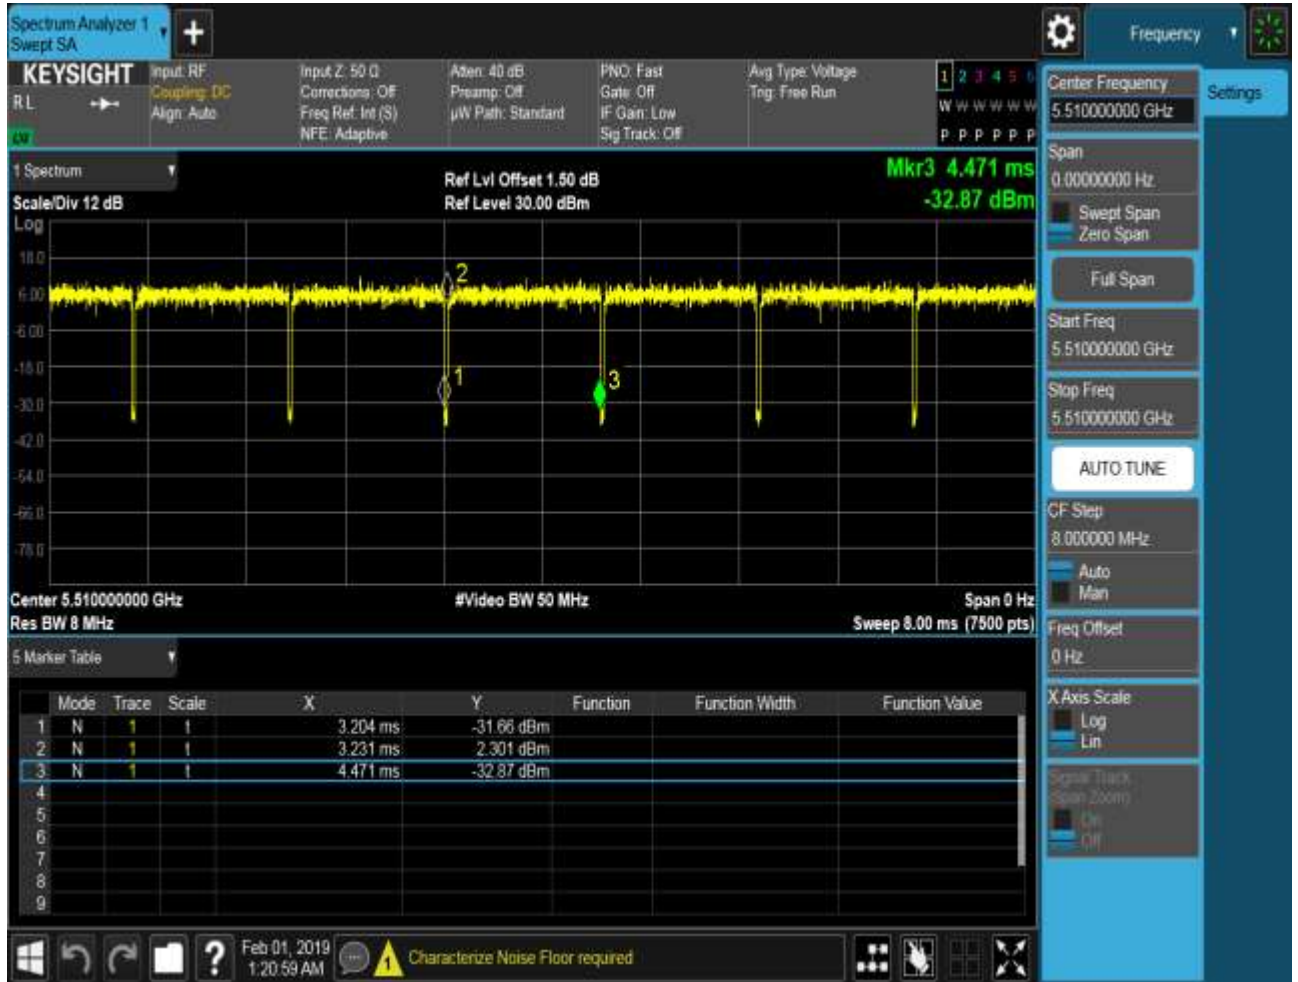 Spectrum Analyzer 1
Swept SA
+
Frequency
KEYSIGHT
RL
Input: RF
Coupling: DC
Align: Auto
Input Z: 50 Ω
Corrections: Off
Freq Ref: Int (S)
NFE: Adaptive
Atten: 40 dB
Preamp: Off
µW Path: Standard
PNO: Fast
Gate: Off
IF Gain: Low
Sig Track: Off
Avg Type: Voltage
Trig: Free Run
1 2 3 4 5 6
W W W W W W
P P P P P P
1 Spectrum
Scale/Div 12 dB
Ref Lvl Offset 1.50 dB
Ref Level 30.00 dBm
Mkr3 4.471 ms
-32.87 dBm
Log
18.0
6.00
-6.00
-18.0
-30.0
-42.0
-54.0
-66.0
-78.0
2
1
3
Center 5.510000000 GHz
Res BW 8 MHz
#Video BW 50 MHz
Span 0 Hz
Sweep 8.00 ms (7500 pts)
5 Marker Table
Mode Trace Scale X Y Function Function Width Function Value
1 N 1 t 3.204 ms -31.66 dBm
2 N 1 t 3.231 ms 2.301 dBm
3 N 1 t 4.471 ms -32.87 dBm
4
5
6
7
8
9
Feb 01, 2019
1:20:59 AM
1
Characterize Noise Floor required
Center Frequency
5.510000000 GHz
Settings
Span
0.00000000 Hz
Swept Span
Zero Span
Full Span
Start Freq
5.510000000 GHz
Stop Freq
5.510000000 GHz
AUTO TUNE
CF Step
8.000000 MHz
Auto
Man
Freq Offset
0 Hz
X Axis Scale
Log
Lin
Signal Track
(Span Zoom)
On
Off